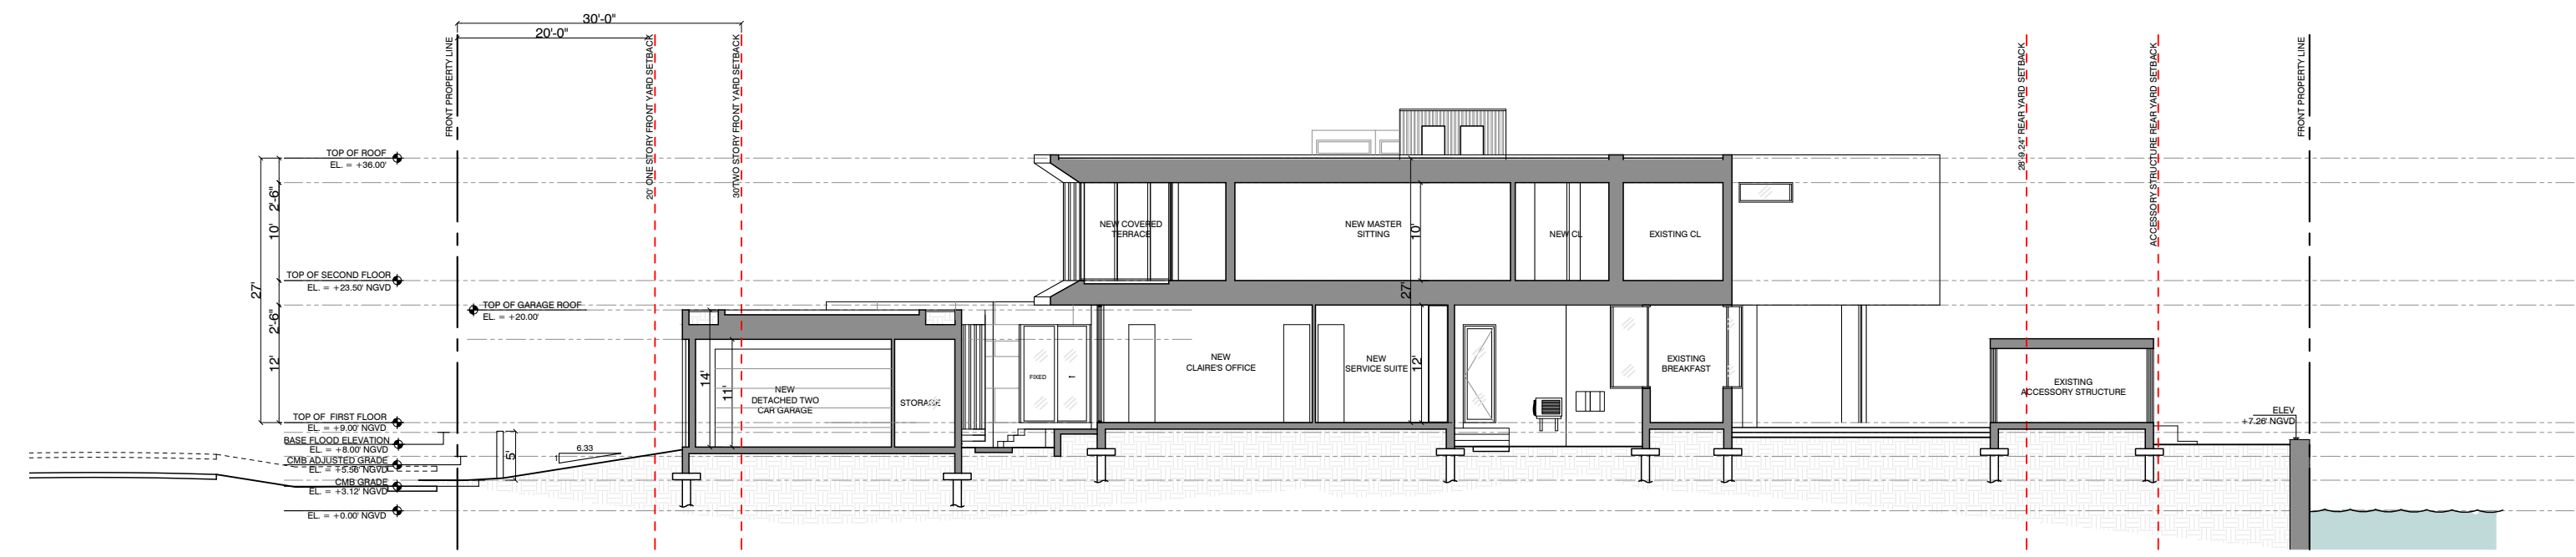 30'-0"
20'-0"
FRONT PROPERTY LINE
20' ONE STORY FRONT YARD SETBACK
30'TWO STORY FRONT YARD SETBACK
28'-9.24" REAR YARD SETBACK
ACCESSORY STRUCTURE REAR YARD SETBACK
FRONT PROPERTY LINE
TOP OF ROOF
EL. = +36.00'
2'-6"
10'
TOP OF SECOND FLOOR
EL. = +23.50' NGVD
27'
2'-6"
12'
TOP OF GARAGE ROOF
EL. = +20.00'
TOP OF FIRST FLOOR
EL. = +9.00' NGVD
BASE FLOOD ELEVATION
EL. = +8.00' NGVD
CMB ADJUSTED GRADE
EL. = +5.56' NGVD
CMB GRADE
EL. = +3.12' NGVD
EL. = +0.00' NGVD
5'
6.33
14'
11'
NEW
DETACHED TWO
CAR GARAGE
STORAGE
FIXED
NEW COVERED
TERRACE
NEW MASTER
SITTING
10'
NEW CL
EXISTING CL
27'
NEW
CLAIRE'S OFFICE
NEW
SERVICE SUITE
12'
EXISTING
BREAKFAST
EXISTING
ACCESSORY STRUCTURE
ELEV
+7.26' NGVD